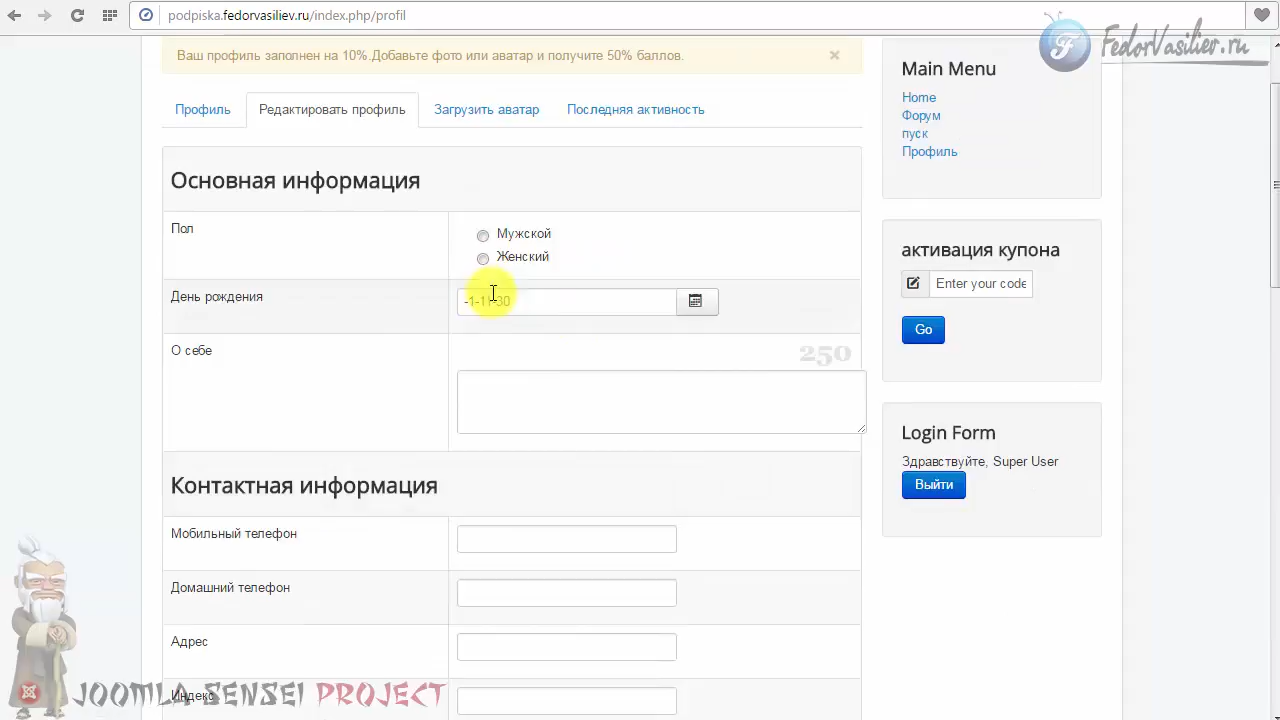 podpiska.fedorvasiliev.ru/index.php/profil
FedorVasiliev.ru
Ваш профиль заполнен на 10%.Добавьте фото или аватар и получите 50% баллов.
×
Профиль
Редактировать профиль
Загрузить аватар
Последняя активность
Основная информация
Пол
Мужской
Женский
День рождения
-1-11-30
О себе
250
Контактная информация
Мобильный телефон
Домашний телефон
Адрес
Индекс
Main Menu
Home
Форум
пуск
Профиль
активация купона
Enter your code
Go
Login Form
Здравствуйте, Super User
Выйти
JOOMLA-SENSEI PROJECT